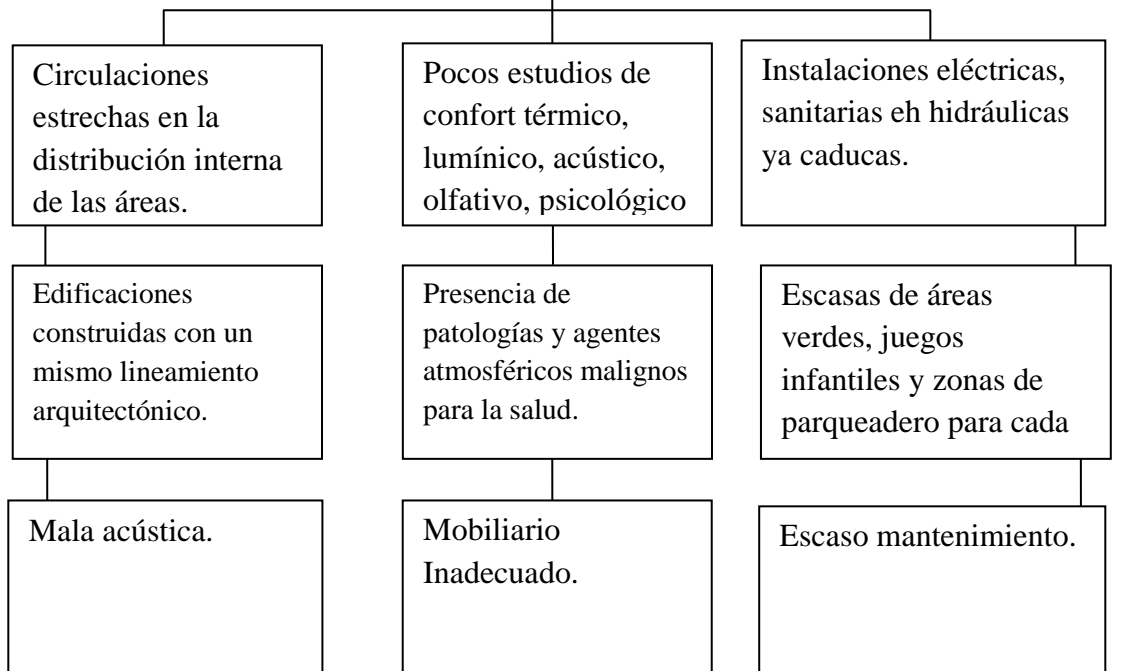 Circulaciones
estrechas en la
distribución interna
de las áreas.
Pocos estudios de
confort térmico,
lumínico, acústico,
olfativo, psicológico
Instalaciones eléctricas,
sanitarias eh hidráulicas
ya caducas.
Edificaciones
construidas con un
mismo lineamiento
arquitectónico.
Presencia de
patologías y agentes
atmosféricos malignos
para la salud.
Escasas de áreas
verdes, juegos
infantiles y zonas de
parqueadero para cada
Mala acústica.
Mobiliario
Inadecuado.
Escaso mantenimiento.